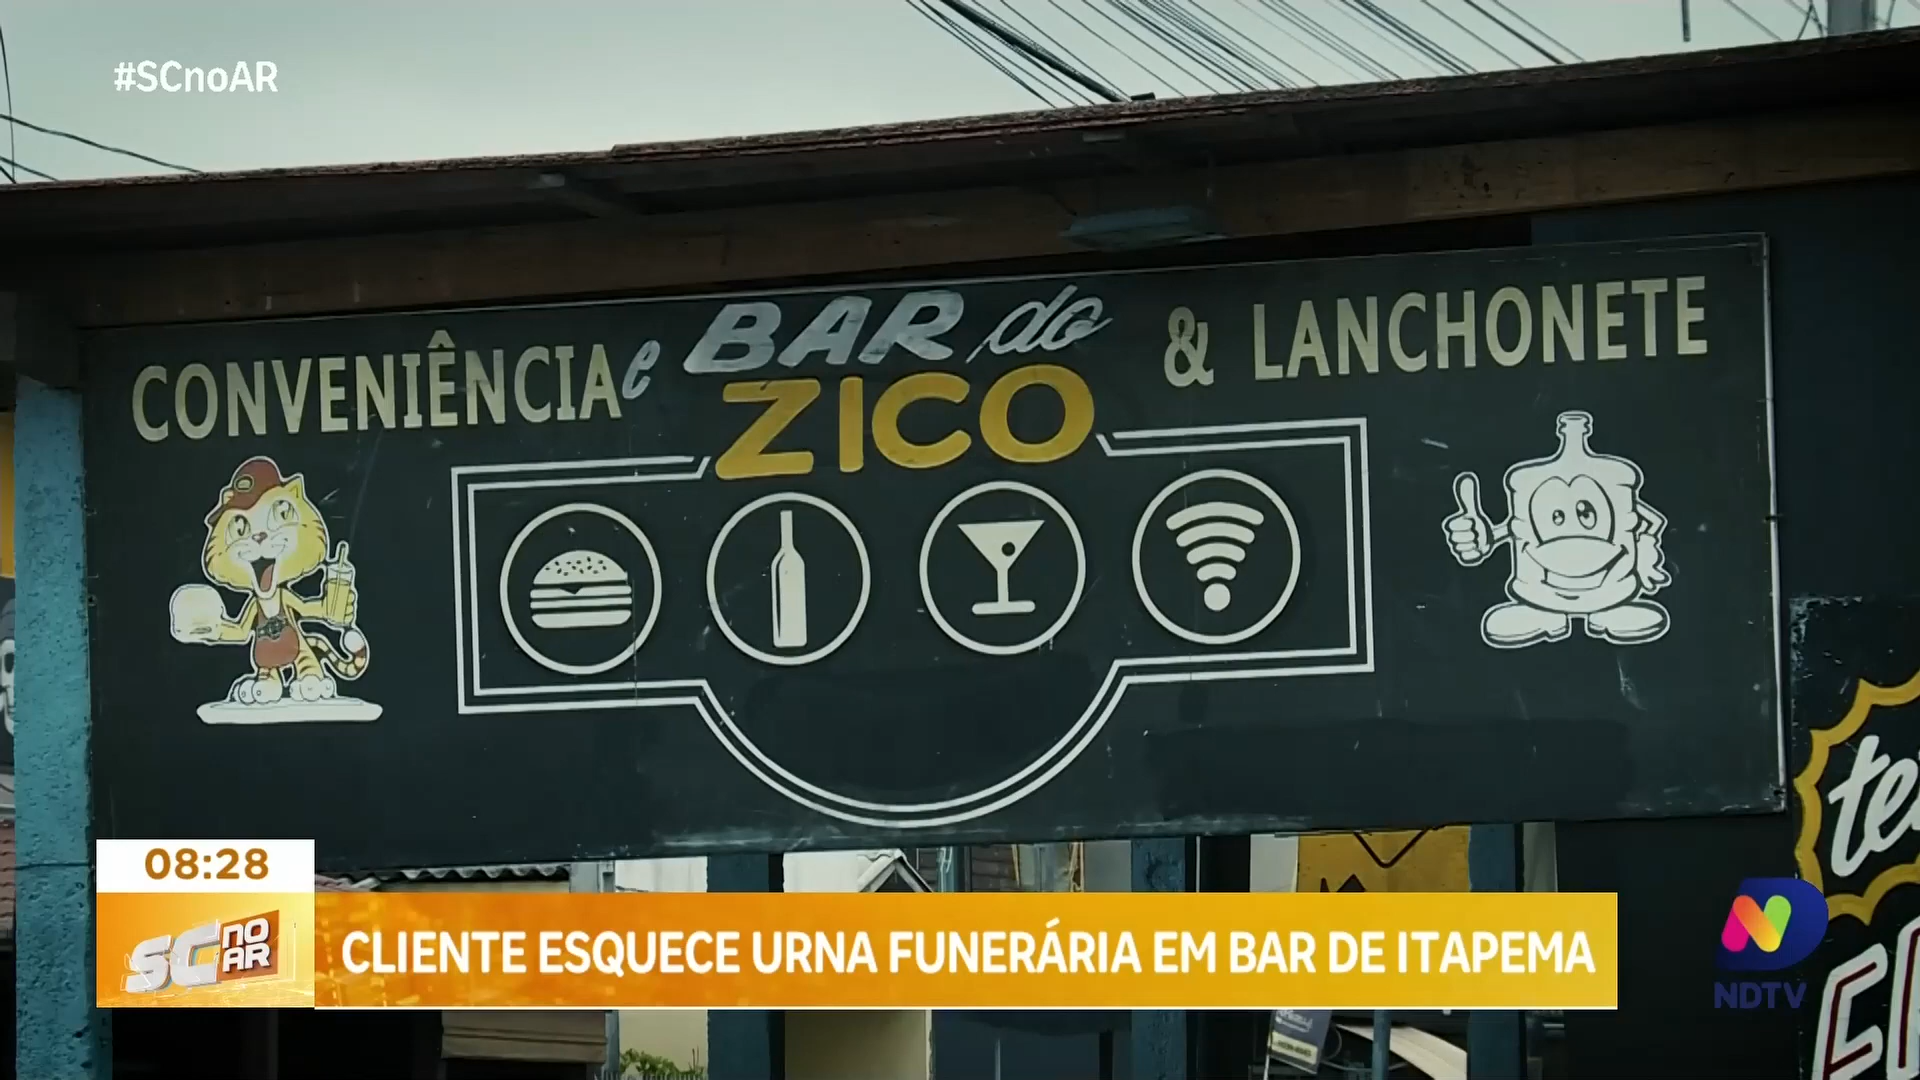 #SCnoAR
CONVENIÊNCIA e BAR do & LANCHONETE
ZICO
08:28
SC NO AR
CLIENTE ESQUECE URNA FUNERÁRIA EM BAR DE ITAPEMA
NDTV